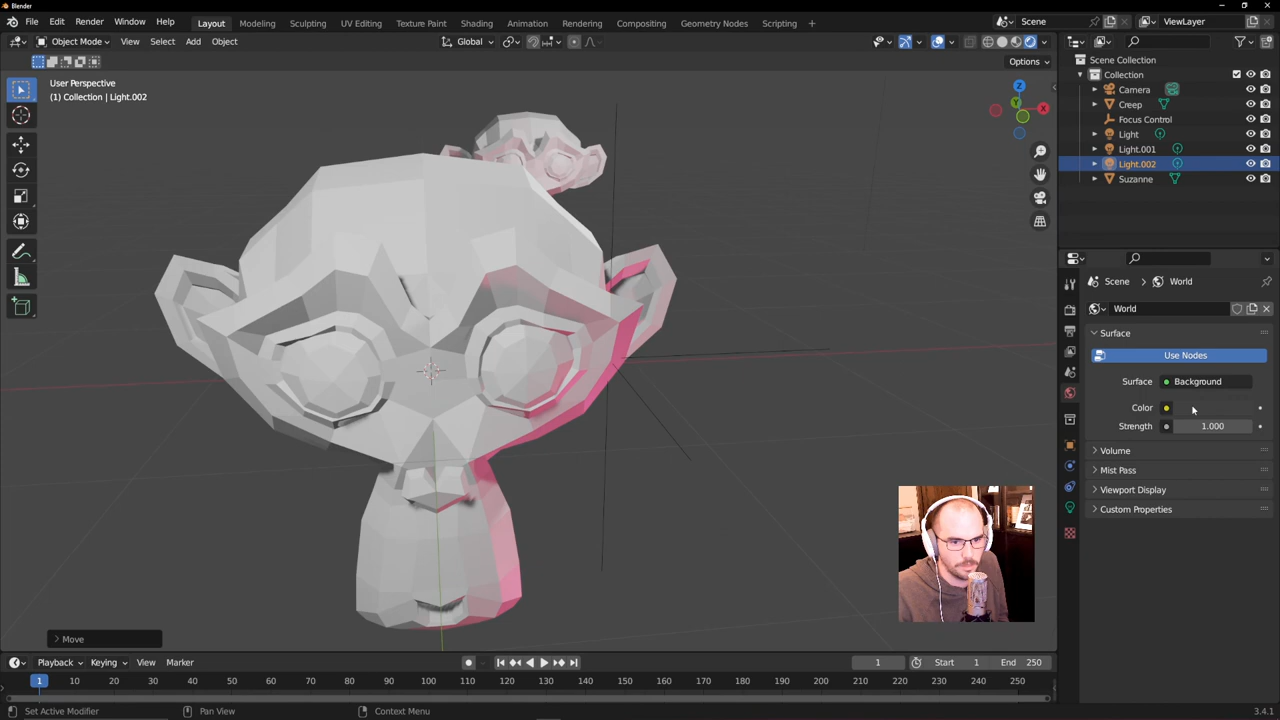 Blender
File Edit Render Window Help
Layout Modeling Sculpting UV Editing Texture Paint Shading Animation Rendering Compositing Geometry Nodes Scripting +
Scene
ViewLayer
Object Mode View Select Add Object
Global
Options
User Perspective
(1) Collection | Light.002
Z
Y
X
Scene Collection
Collection
Camera
Creep
Focus Control
Light
Light.001
Light.002
Suzanne
Scene > World
World
Surface
Use Nodes
Surface Background
Color
Strength 1.000
Volume
Mist Pass
Viewport Display
Custom Properties
Move
Playback Keying View Marker
1 Start 1 End 250
1 10 20 30 40 50 60 70 80 90 100 110 120 130 140 150 160 170 180 190 200 210 220 230 240 250
Set Active Modifier Pan View Context Menu 3.4.1